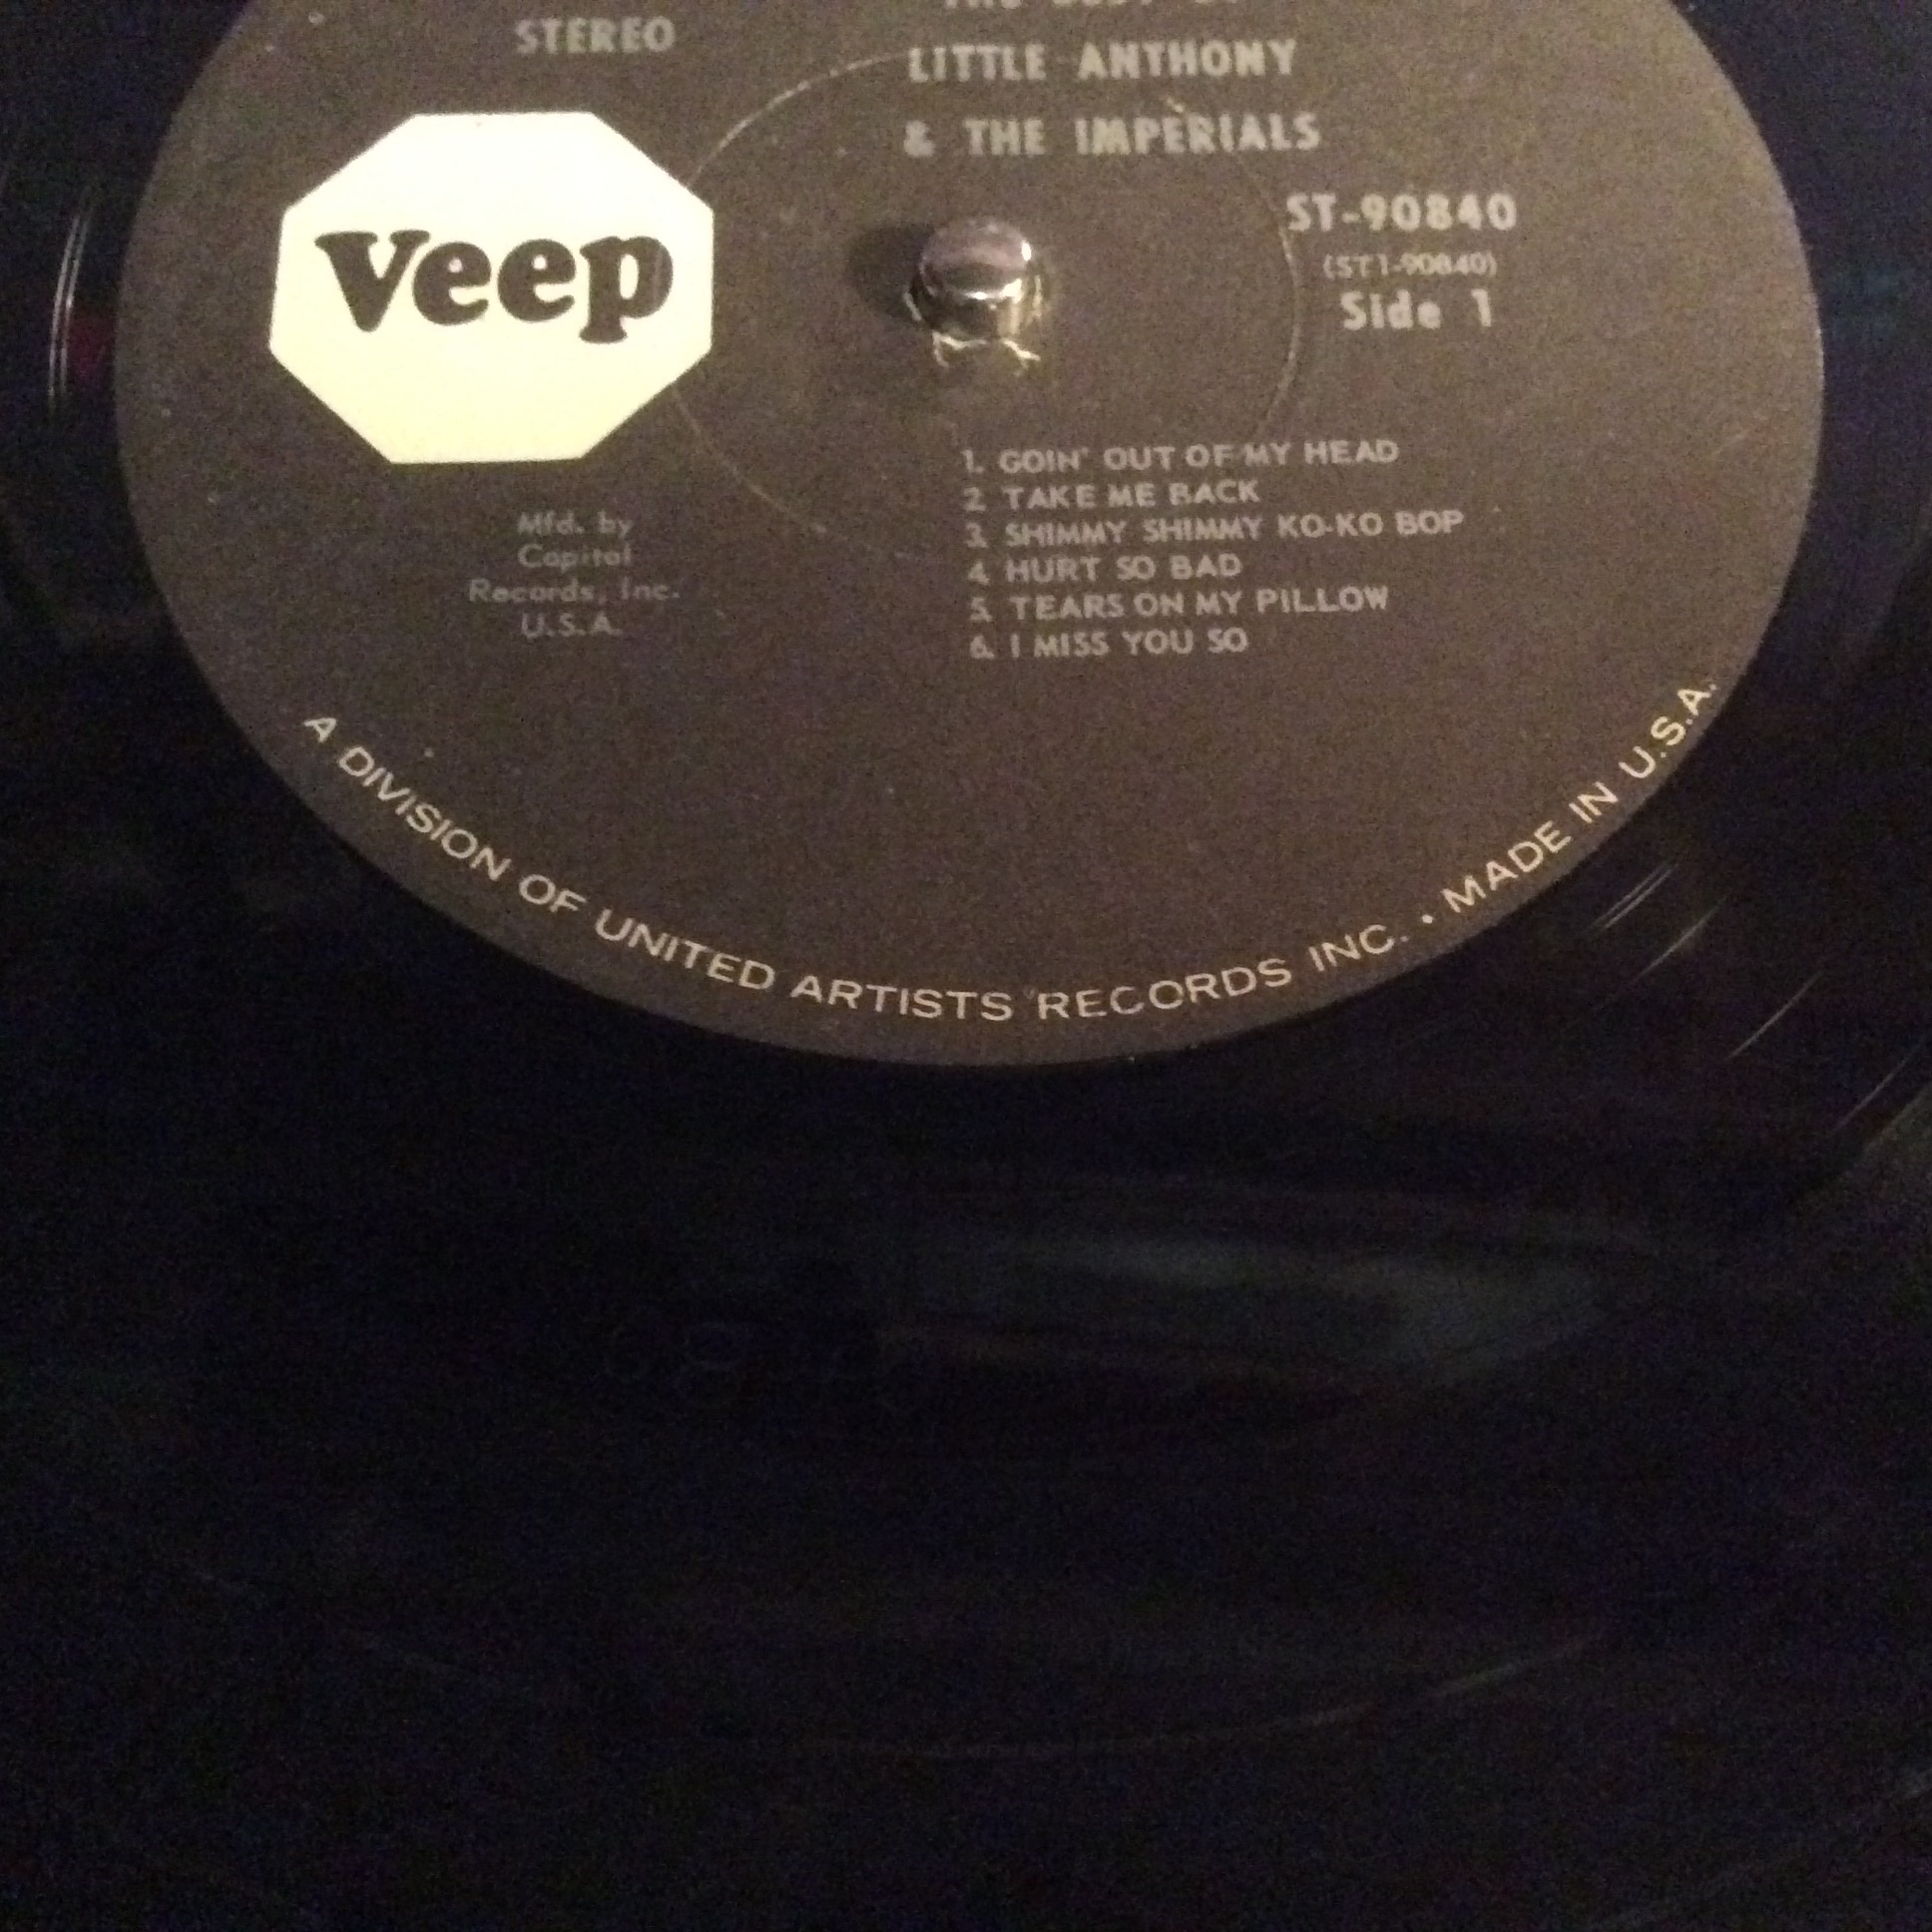 STEREO
LITTLE ANTHONY
& THE IMPERIALS
veep
ST-90840
(ST1-90840)
Side 1
1. GOIN' OUT OF MY HEAD
2. TAKE ME BACK
3. SHIMMY SHIMMY KO-KO BOP
4. HURT SO BAD
5. TEARS ON MY PILLOW
6. I MISS YOU SO
Mfd. by
Capitol
Records, Inc.
U.S.A.
A DIVISION OF UNITED ARTISTS RECORDS INC. • MADE IN U.S.A.